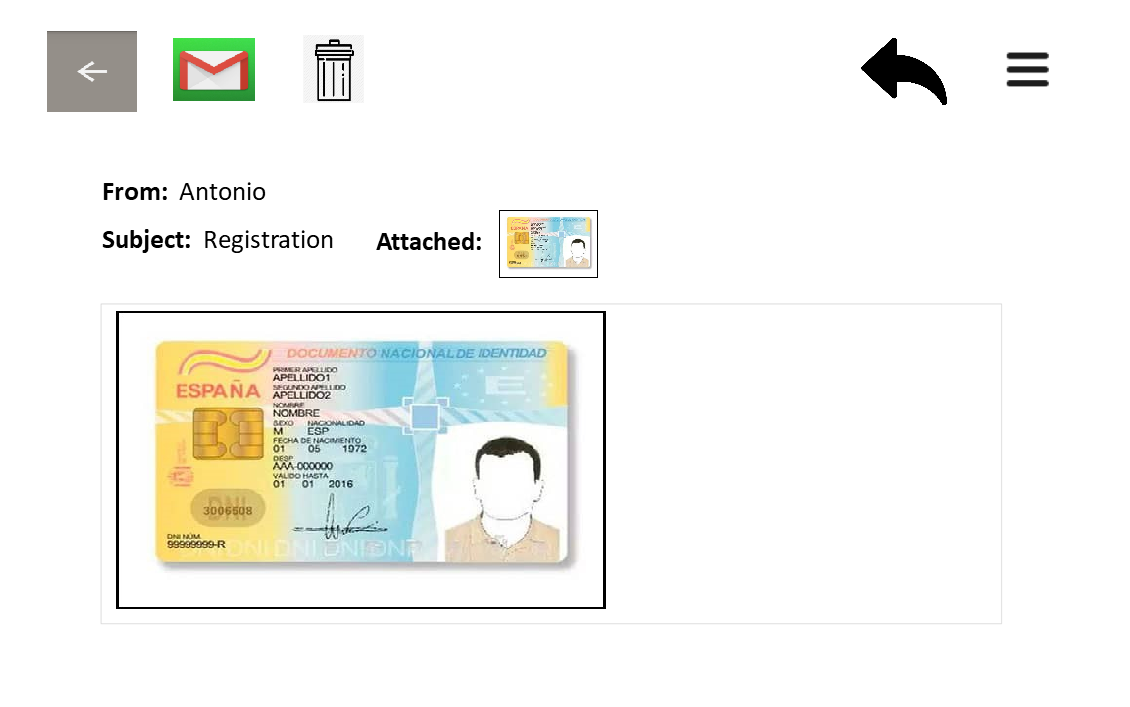 From: Antonio
Subject: Registration Attached:
DOCUMENTO NACIONAL DE IDENTIDAD
ESPAÑA
PRIMER APELLIDO
APELLIDO1
SEGUNDO APELLIDO
APELLIDO2
NOMBRE
NOMBRE
SEXO NACIONALIDAD
M ESP
FECHA DE NACIMIENTO
01 05 1972
DESP
AAA-000000
VALIDO HASTA
01 01 2016
DNI
3006608
DNI NÚM.
99999999-R
DNI DNI DNI DNI DNI